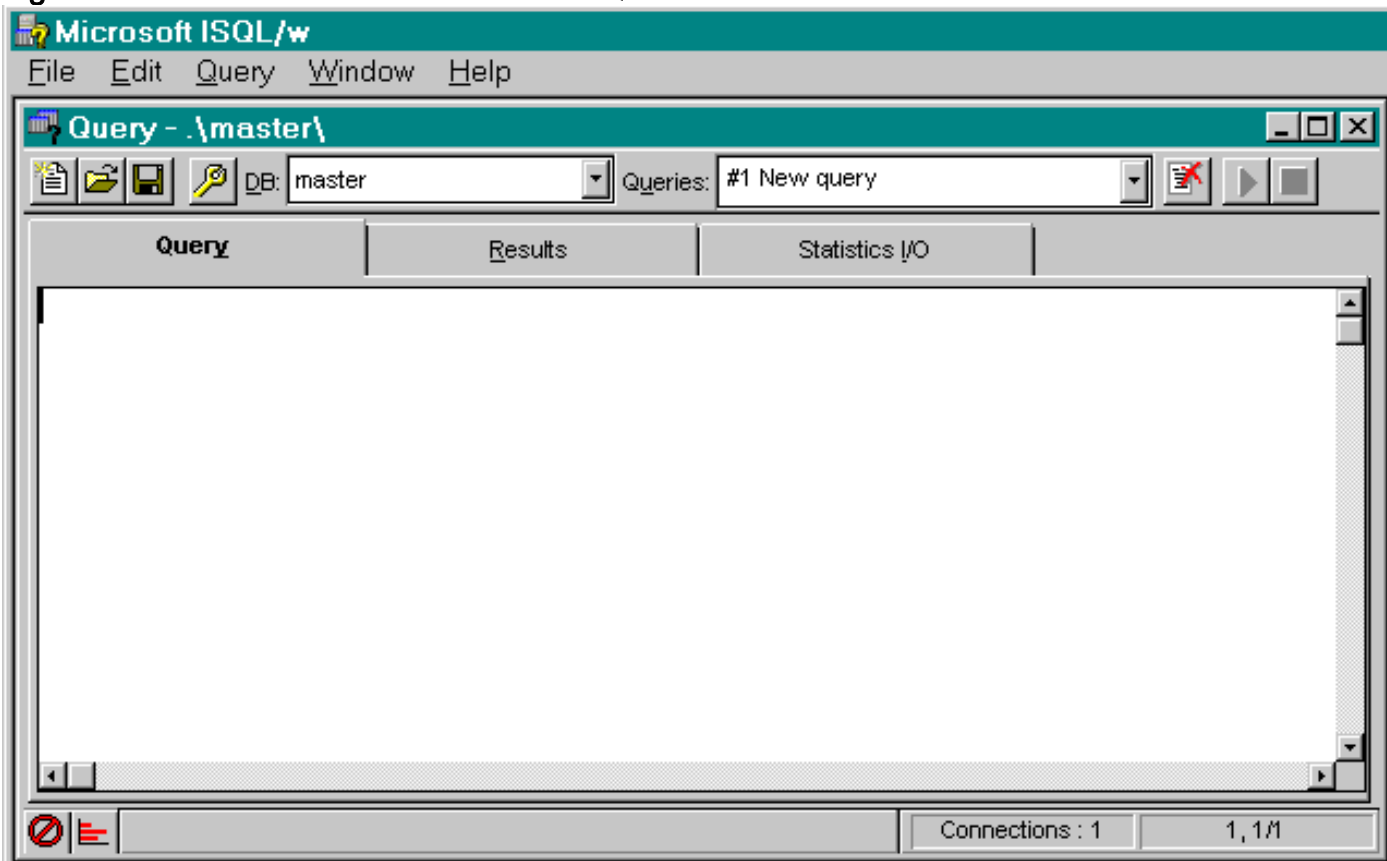 Microsoft ISQL/w
File Edit Query Window Help
Query - .\master\
DB: master Queries: #1 New query
Query Results Statistics I/O
Connections : 1 1, 1/1